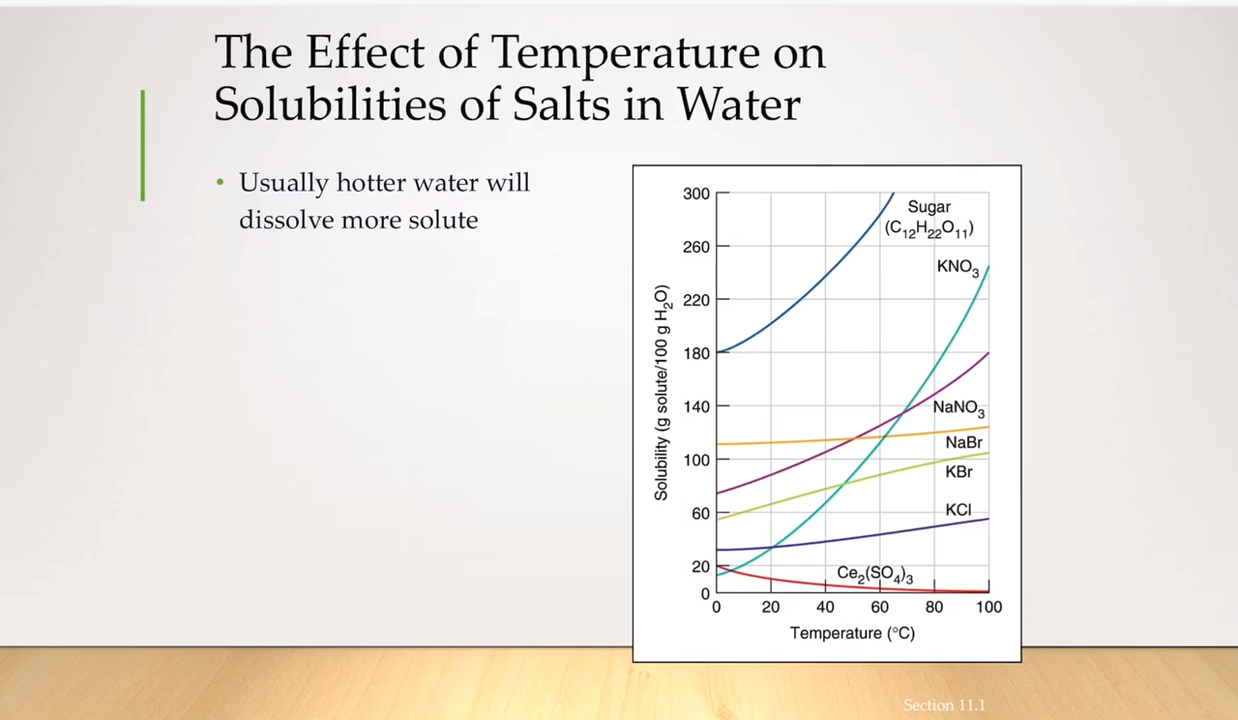 The Effect of Temperature on
Solubilities of Salts in Water
• Usually hotter water will
dissolve more solute
300
260
220
180
140
100
60
20
0
Solubility (g solute/100 g H₂O)
Sugar
(C₁₂H₂₂O₁₁)
KNO₃
NaNO₃
NaBr
KBr
KCl
Ce₂(SO₄)₃
0 20 40 60 80 100
Temperature (°C)
Section 11.1